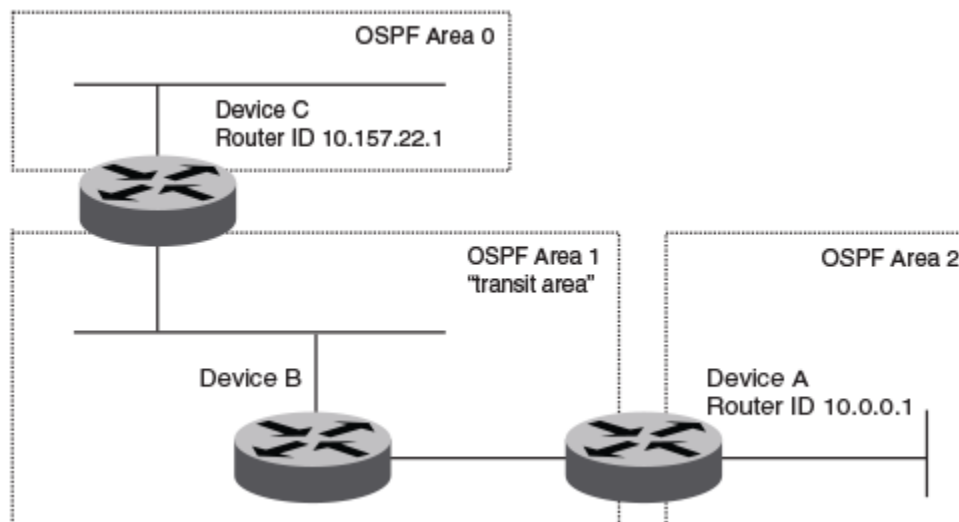 OSPF Area 0
Device C
Router ID 10.157.22.1
OSPF Area 1
“transit area”
OSPF Area 2
Device B
Device A
Router ID 10.0.0.1